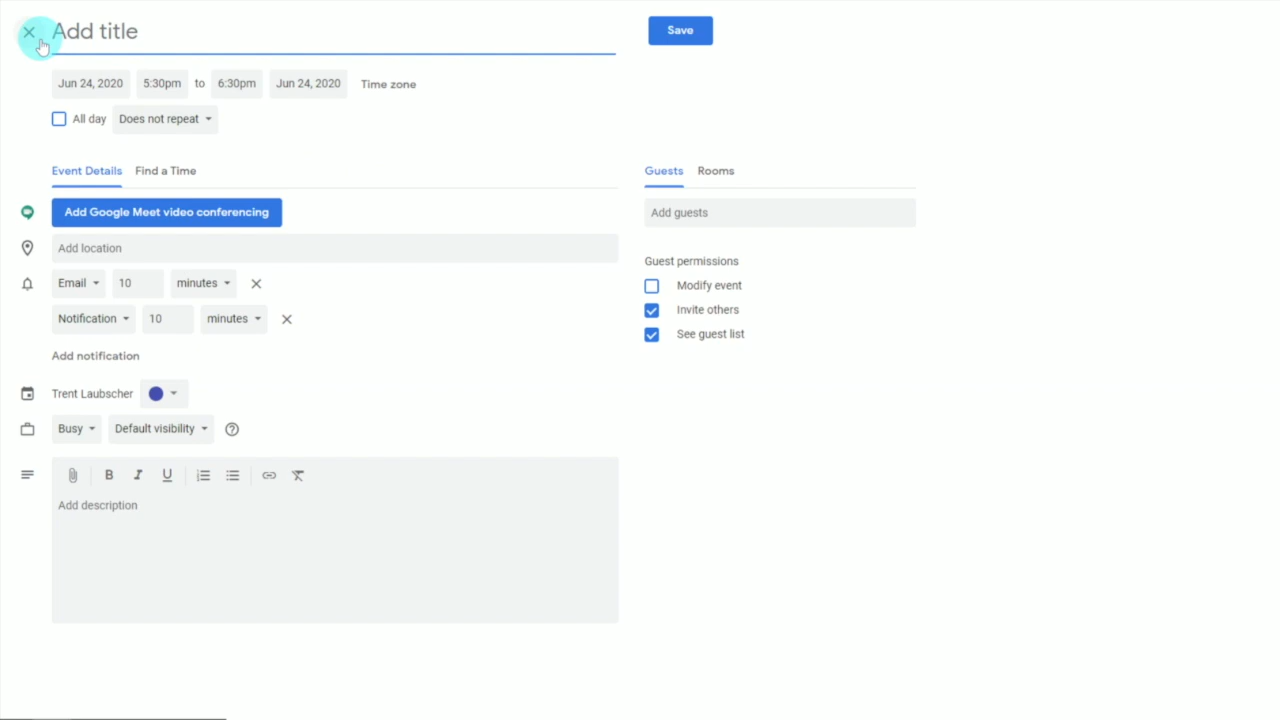 Add title
Save
Jun 24, 2020 5:30pm to 6:30pm Jun 24, 2020 Time zone
All day Does not repeat
Event Details Find a Time
Guests Rooms
Add Google Meet video conferencing
Add guests
Add location
Guest permissions
Email 10 minutes
Modify event
Invite others
Notification 10 minutes
See guest list
Add notification
Trent Laubscher
Busy Default visibility
B I U
Add description